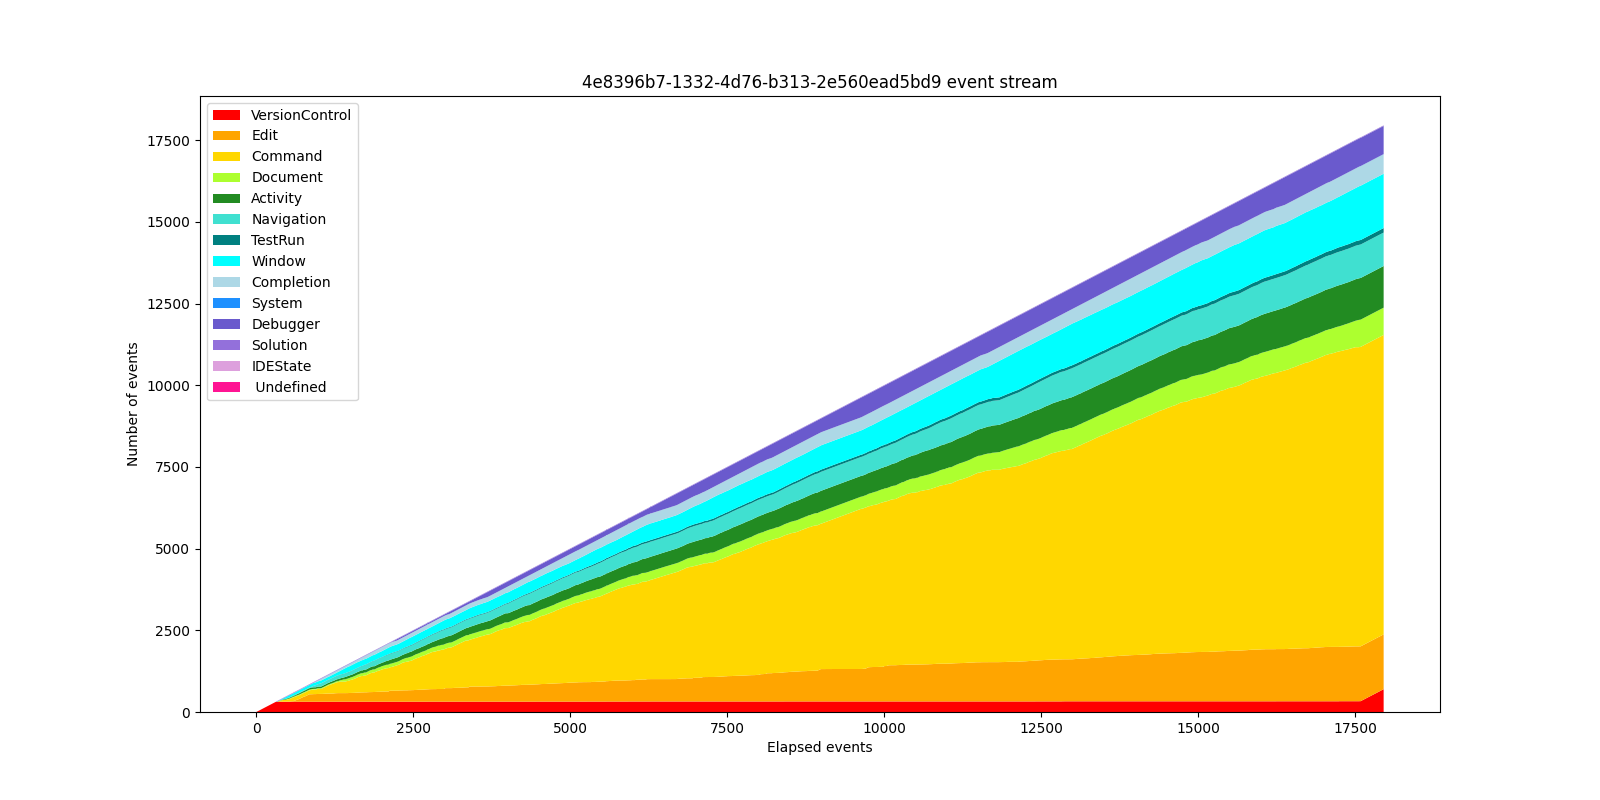 4e8396b7-1332-4d76-b313-2e560ead5bd9 event stream
VersionControl
Edit
Command
Document
Activity
Navigation
TestRun
Window
Completion
System
Debugger
Solution
IDEState
Undefined
17500
15000
12500
10000
7500
5000
2500
0
Number of events
0 2500 5000 7500 10000 12500 15000 17500
Elapsed events